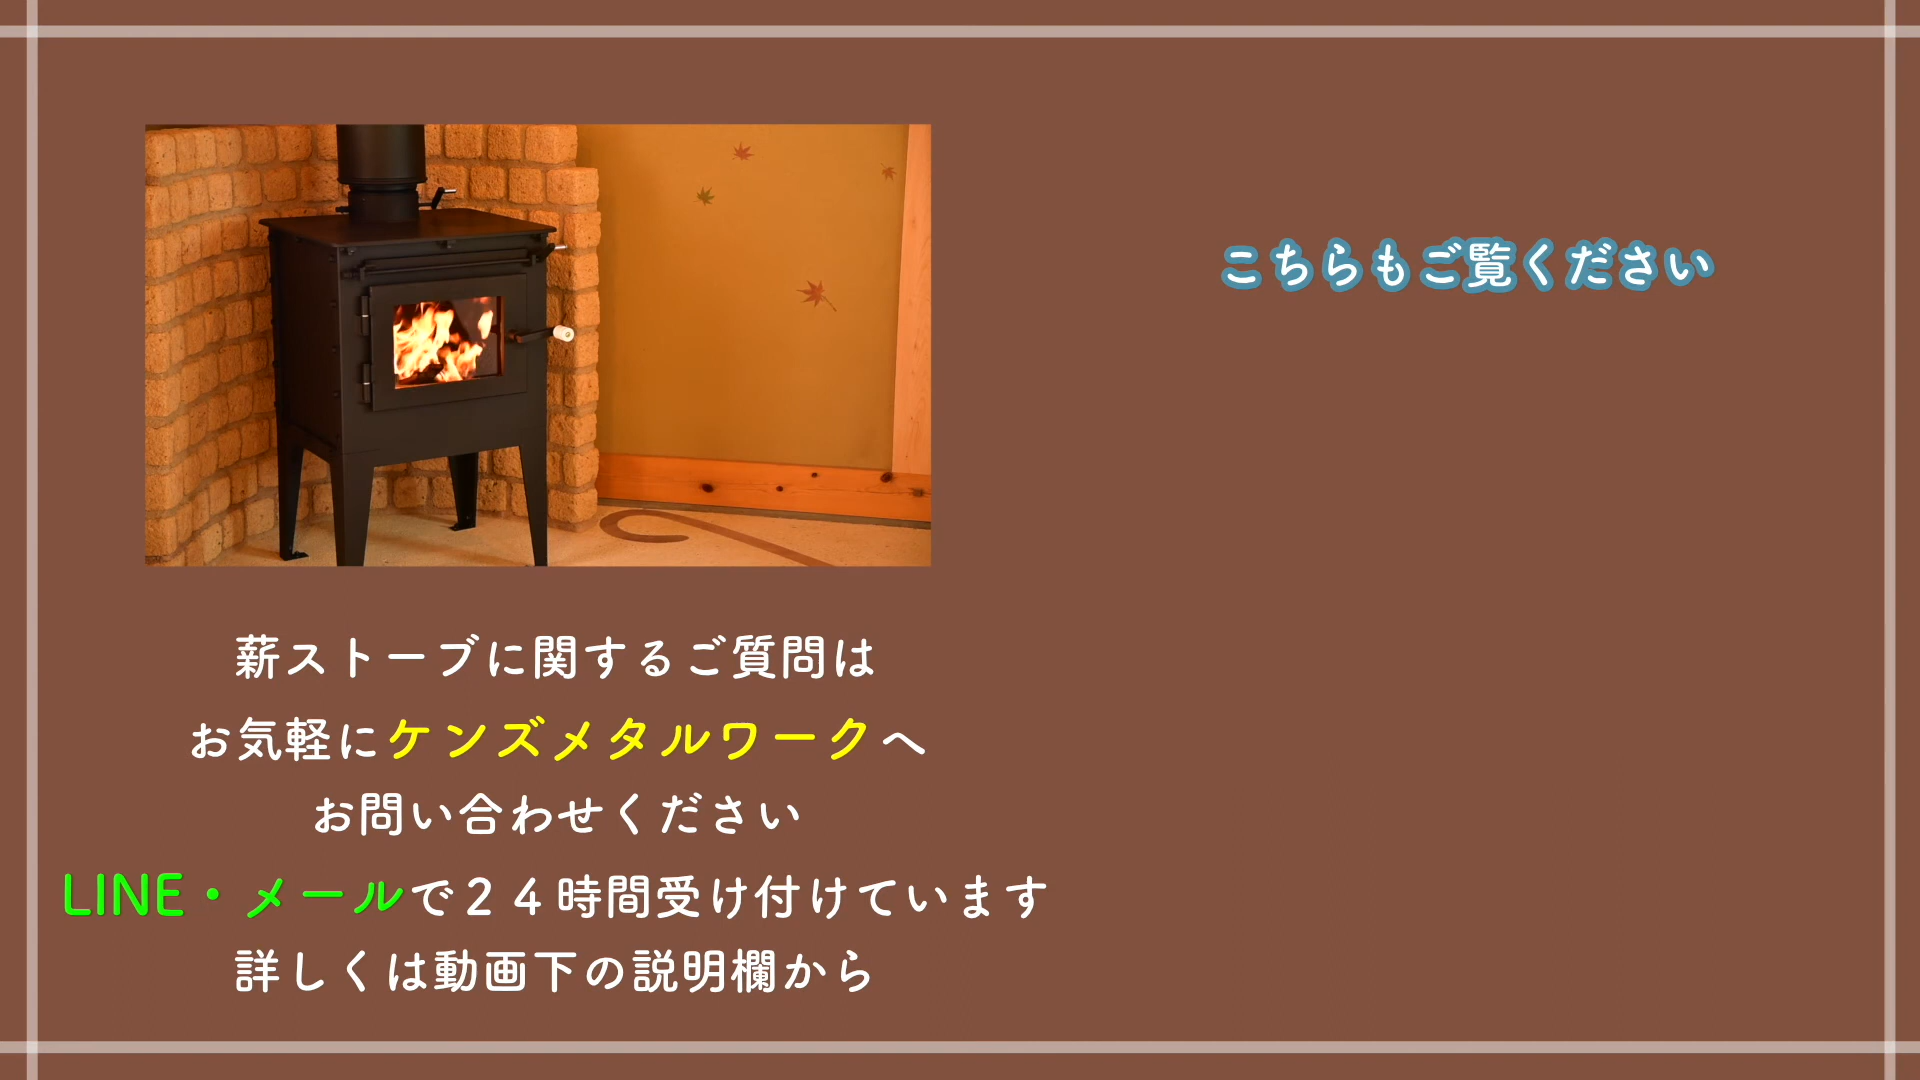 こちらもご覧ください
薪ストーブに関するご質問は
お気軽にケンズメタルワークへ
お問い合わせください
LINE・メールで２４時間受け付けています
詳しくは動画下の説明欄から